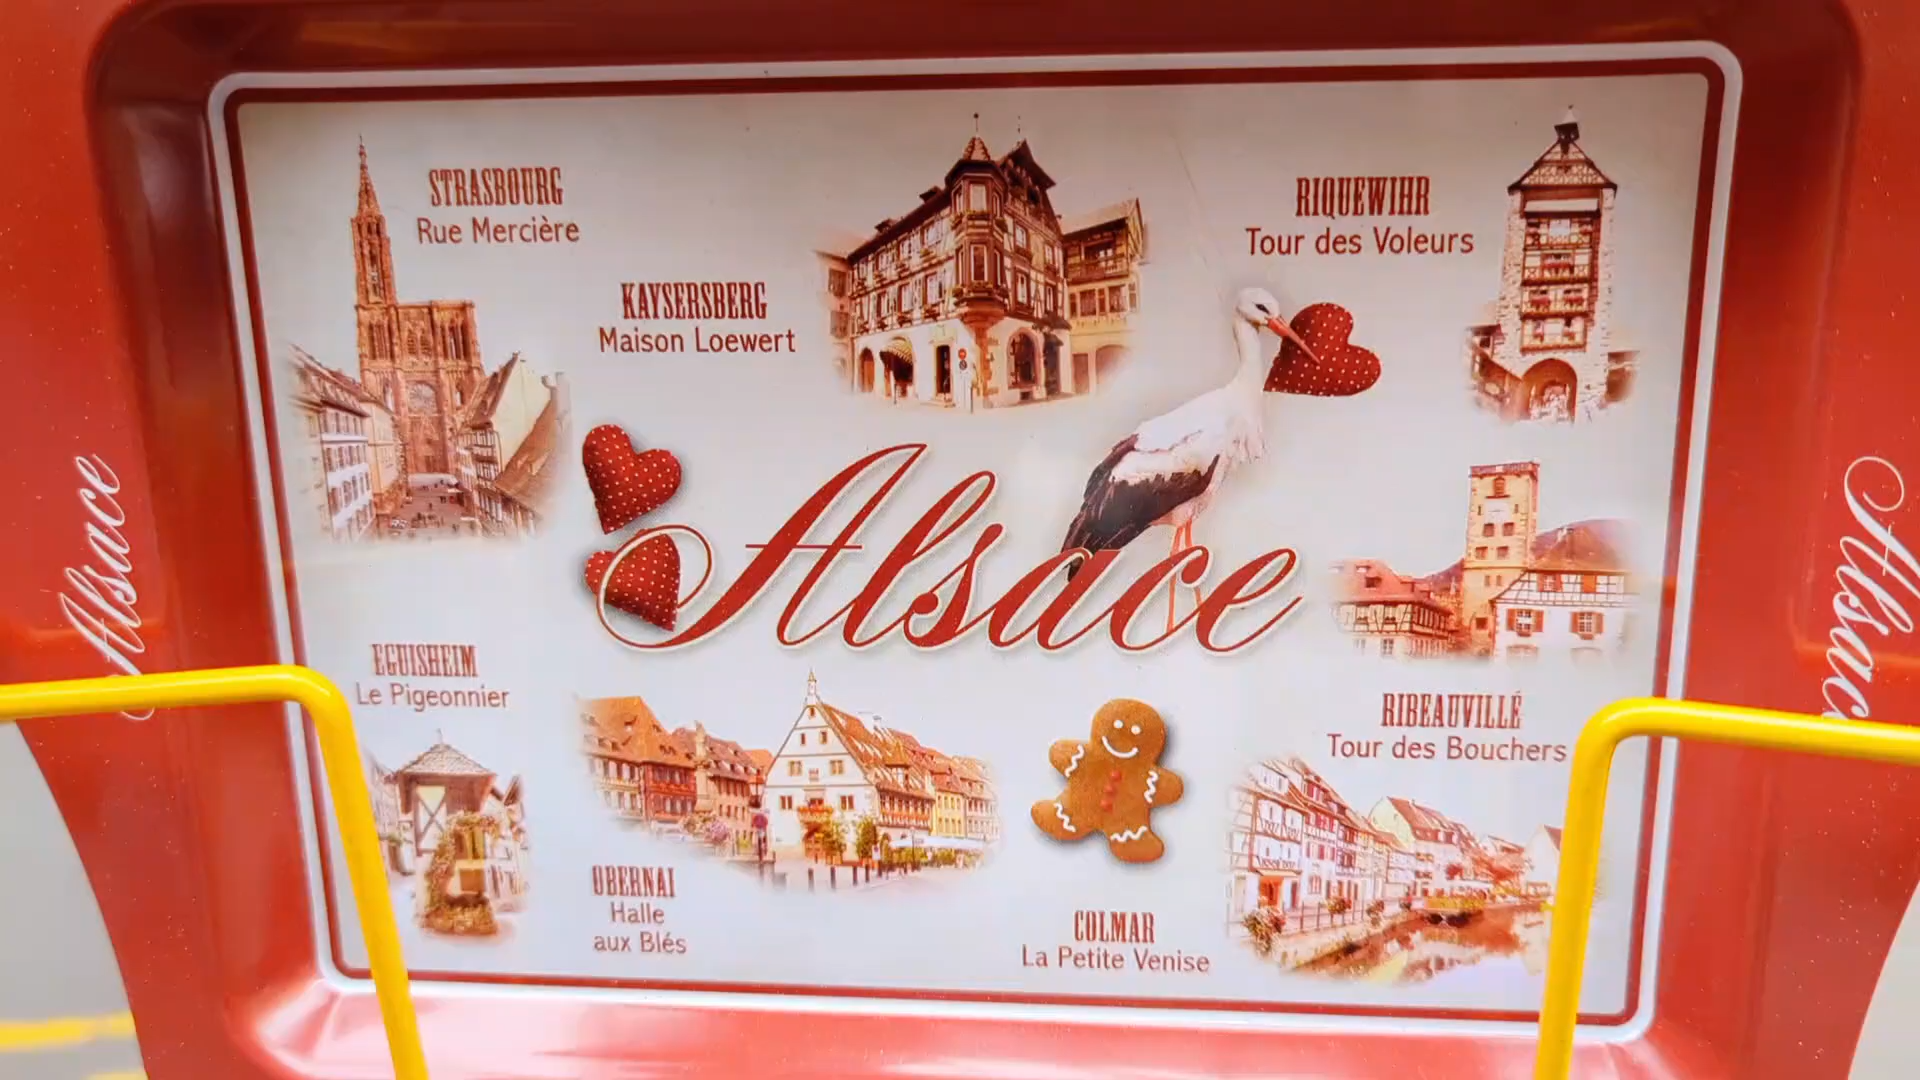 STRASBOURG
Rue Mercière
KAYSERSBERG
Maison Loewert
RIQUEWIHR
Tour des Voleurs
Alsace
Alsace
Alsace
EGUISHEIM
Le Pigeonnier
RIBEAUVILLÉ
Tour des Bouchers
OBERNAI
Halle
aux Blés
COLMAR
La Petite Venise